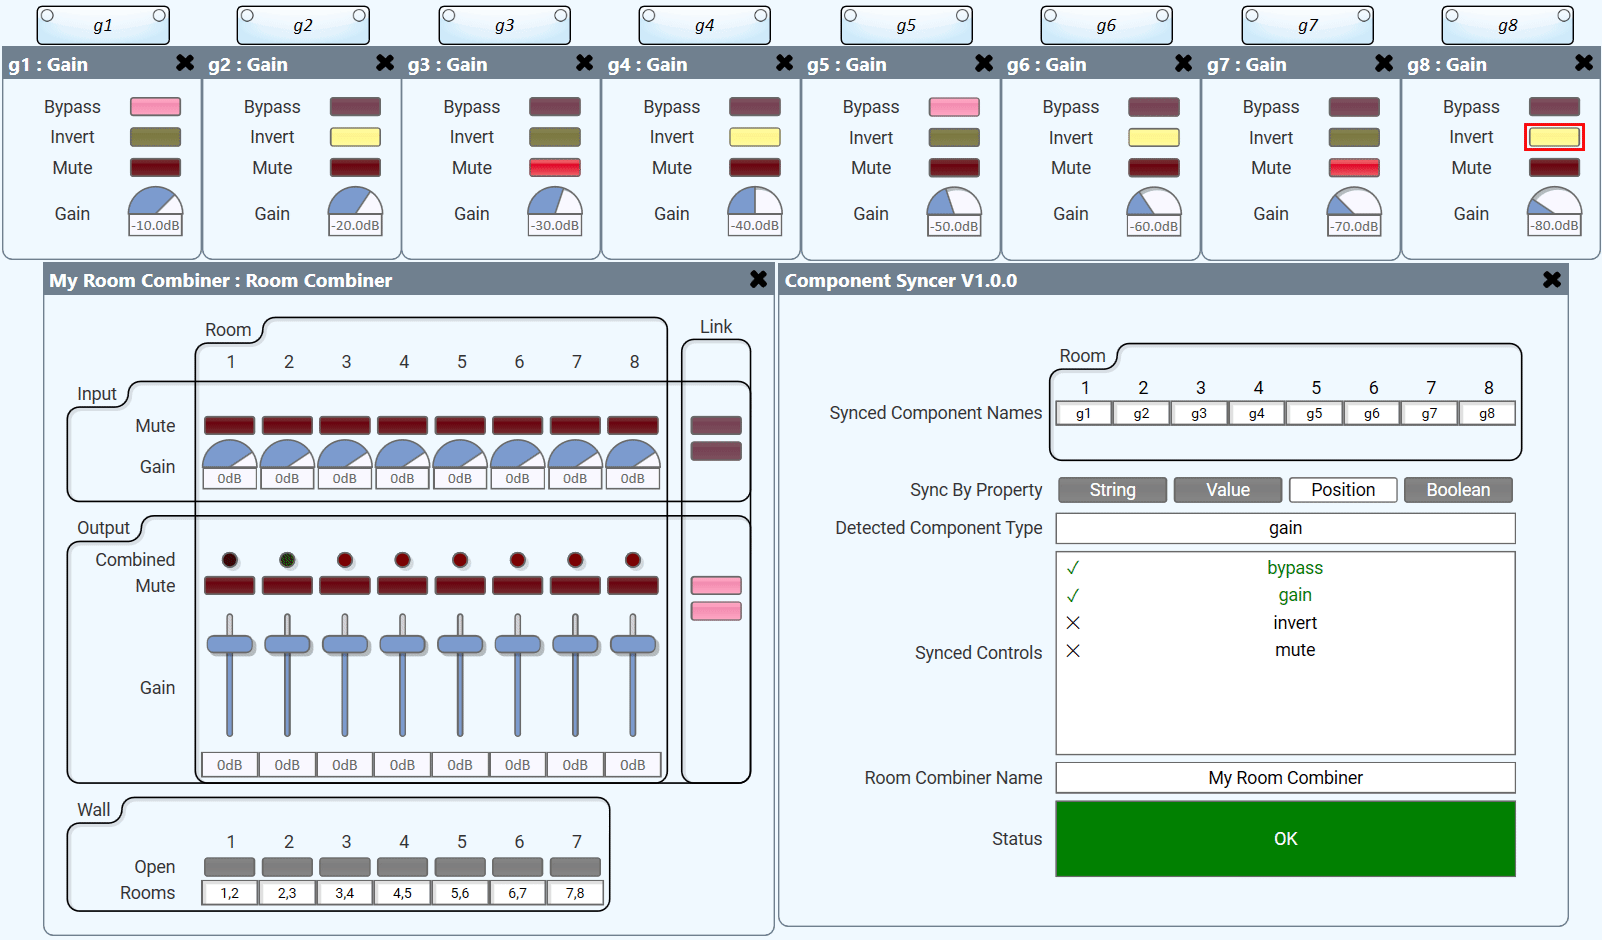 g1 g2 g3 g4 g5 g6 g7 g8
g1 : Gain g2 : Gain g3 : Gain g4 : Gain g5 : Gain g6 : Gain g7 : Gain g8 : Gain
Bypass Bypass Bypass Bypass Bypass Bypass Bypass Bypass
Invert Invert Invert Invert Invert Invert Invert Invert
Mute Mute Mute Mute Mute Mute Mute Mute
Gain -10.0dB Gain -20.0dB Gain -30.0dB Gain -40.0dB Gain -50.0dB Gain -60.0dB Gain -70.0dB Gain -80.0dB
My Room Combiner : Room Combiner
Room Link
1 2 3 4 5 6 7 8
Input
Mute
Gain
0dB 0dB 0dB 0dB 0dB 0dB 0dB 0dB
Output
Combined
Mute
Gain
0dB 0dB 0dB 0dB 0dB 0dB 0dB 0dB
Wall
1 2 3 4 5 6 7
Open
Rooms 1,2 2,3 3,4 4,5 5,6 6,7 7,8
Component Syncer V1.0.0
Room
1 2 3 4 5 6 7 8
Synced Component Names g1 g2 g3 g4 g5 g6 g7 g8
Sync By Property String Value Position Boolean
Detected Component Type gain
✓ bypass
✓ gain
✕ invert
Synced Controls ✕ mute
Room Combiner Name My Room Combiner
Status OK